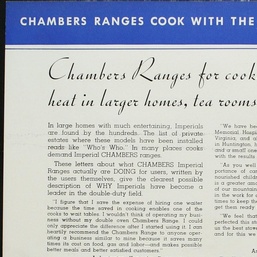 CHAMBERS RANGES COOK WITH THE
Chambers Ranges for cook
heat in larger homes, tea rooms
In large homes with much entertaining, Imperials
are found by the hundreds. The list of private
estates where these models have been installed
reads like "Who's Who." In many places cooks
demand Imperial CHAMBERS ranges.
These letters about what CHAMBERS Imperial
Ranges actually are DOING for users, written by
the users themselves, give the clearest possible
description of WHY Imperials have become a
leader in the double-duty field.
"I figure that I save the expense of hiring one waiter
because the time saved in cooking enables one of the
cooks to wait tables. I wouldn't think of operating my busi-
ness without my double oven Chambers Range. I could
only appreciate the difference after I started using it. I can
heartily recommend the Chambers Range to anyone oper-
ating a business similar to mine because it saves many
times its cost on food, gas and labor—and makes possible
better meals and better satisfied customers."
"We have be
Memorial Hospi
Virginia, and o
in Huntington.
and a small one
with the results
"As you well
portance of
nourished child
is a greater
of our mountain
in the work for
times to keep the
get them ready
"We feel that
perfected this st
as the best stove
and for this we